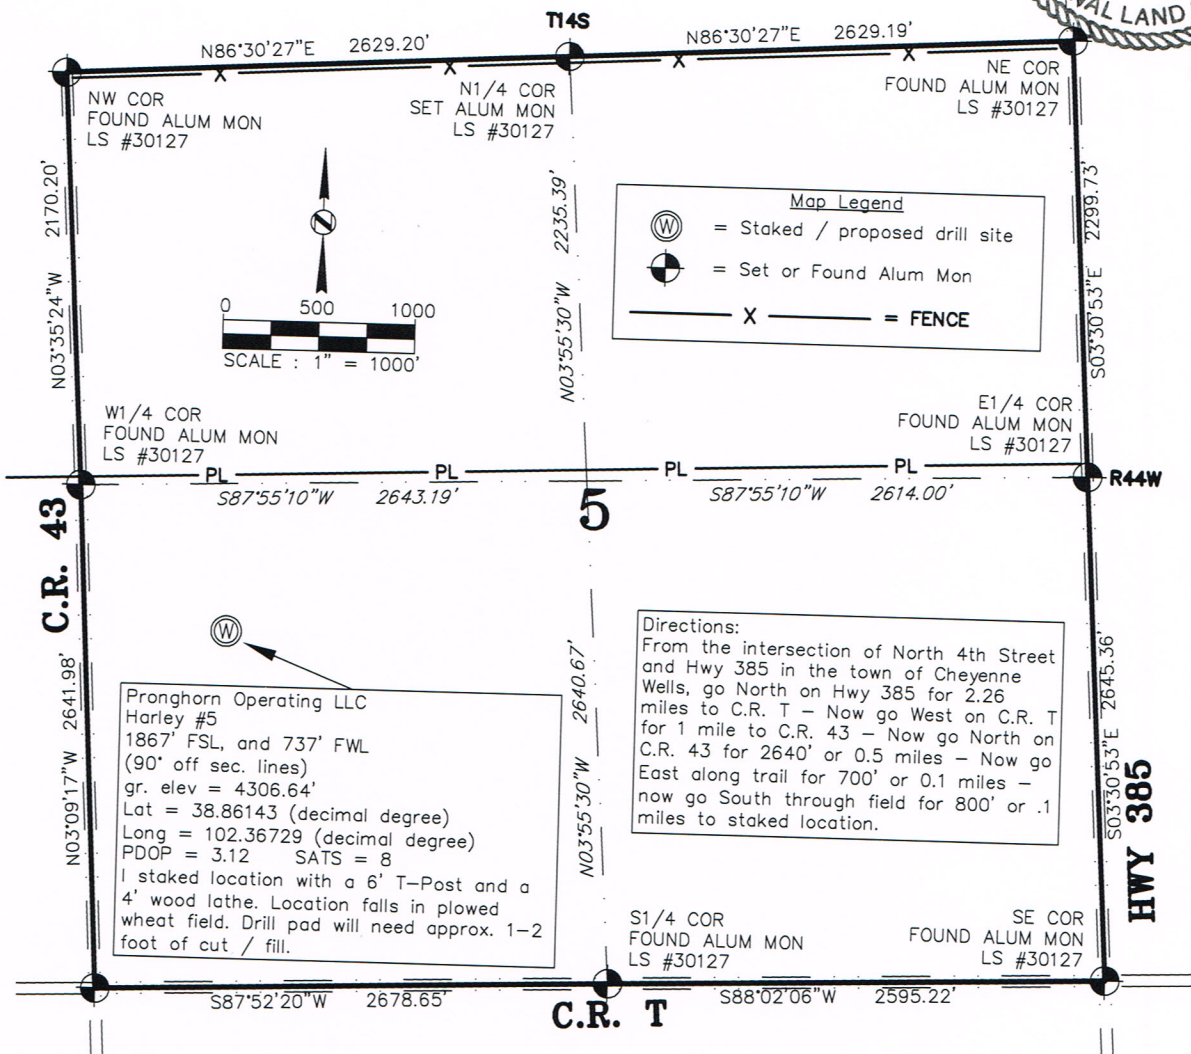 T14S
VAL LAND
N86°30'27"E 2629.20'
N86°30'27"E 2629.19'
NW COR
FOUND ALUM MON
LS #30127
N1/4 COR
SET ALUM MON
LS #30127
NE COR
FOUND ALUM MON
LS #30127
X
X
X
X
N03°35'24"W 2170.20'
N03°55'30"W 2235.39'
S03°30'53"E 2299.73'
N
0 500 1000
SCALE : 1" = 1000'
Map Legend
W = Staked / proposed drill site
= Set or Found Alum Mon
X = FENCE
W1/4 COR
FOUND ALUM MON
LS #30127
E1/4 COR
FOUND ALUM MON
LS #30127
PL PL PL PL
S87°55'10"W 2643.19'
S87°55'10"W 2614.00'
R44W
5
C.R. 43
W
N03°09'17"W 2641.98'
N03°55'30"W 2640.67'
S03°30'53"E 2645.36'
HWY 385
Pronghorn Operating LLC
Harley #5
1867' FSL, and 737' FWL
(90° off sec. lines)
gr. elev = 4306.64'
Lat = 38.86143 (decimal degree)
Long = 102.36729 (decimal degree)
PDOP = 3.12 SATS = 8
I staked location with a 6' T-Post and a
4' wood lathe. Location falls in plowed
wheat field. Drill pad will need approx. 1-2
foot of cut / fill.
Directions:
From the intersection of North 4th Street
and Hwy 385 in the town of Cheyenne
Wells, go North on Hwy 385 for 2.26
miles to C.R. T - Now go West on C.R. T
for 1 mile to C.R. 43 - Now go North on
C.R. 43 for 2640' or 0.5 miles - Now go
East along trail for 700' or 0.1 miles -
now go South through field for 800' or .1
miles to staked location.
S1/4 COR
FOUND ALUM MON
LS #30127
SE COR
FOUND ALUM MON
LS #30127
S87°52'20"W 2678.65'
S88°02'06"W 2595.22'
C.R. T